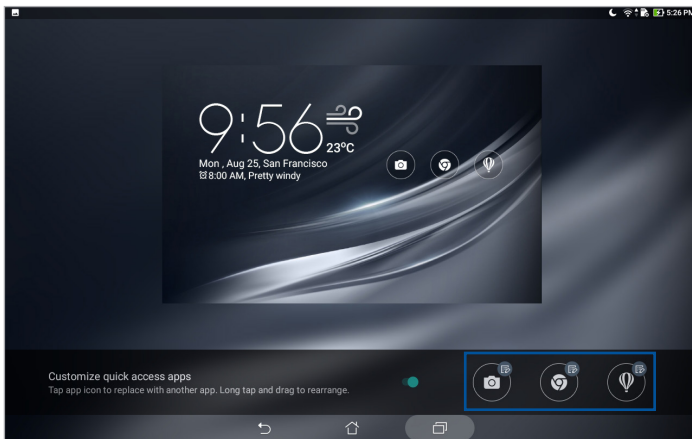 5:26 PM
9:56
23°C
Mon , Aug 25, San Francisco
8:00 AM, Pretty windy
Customize quick access apps
Tap app icon to replace with another app. Long tap and drag to rearrange.